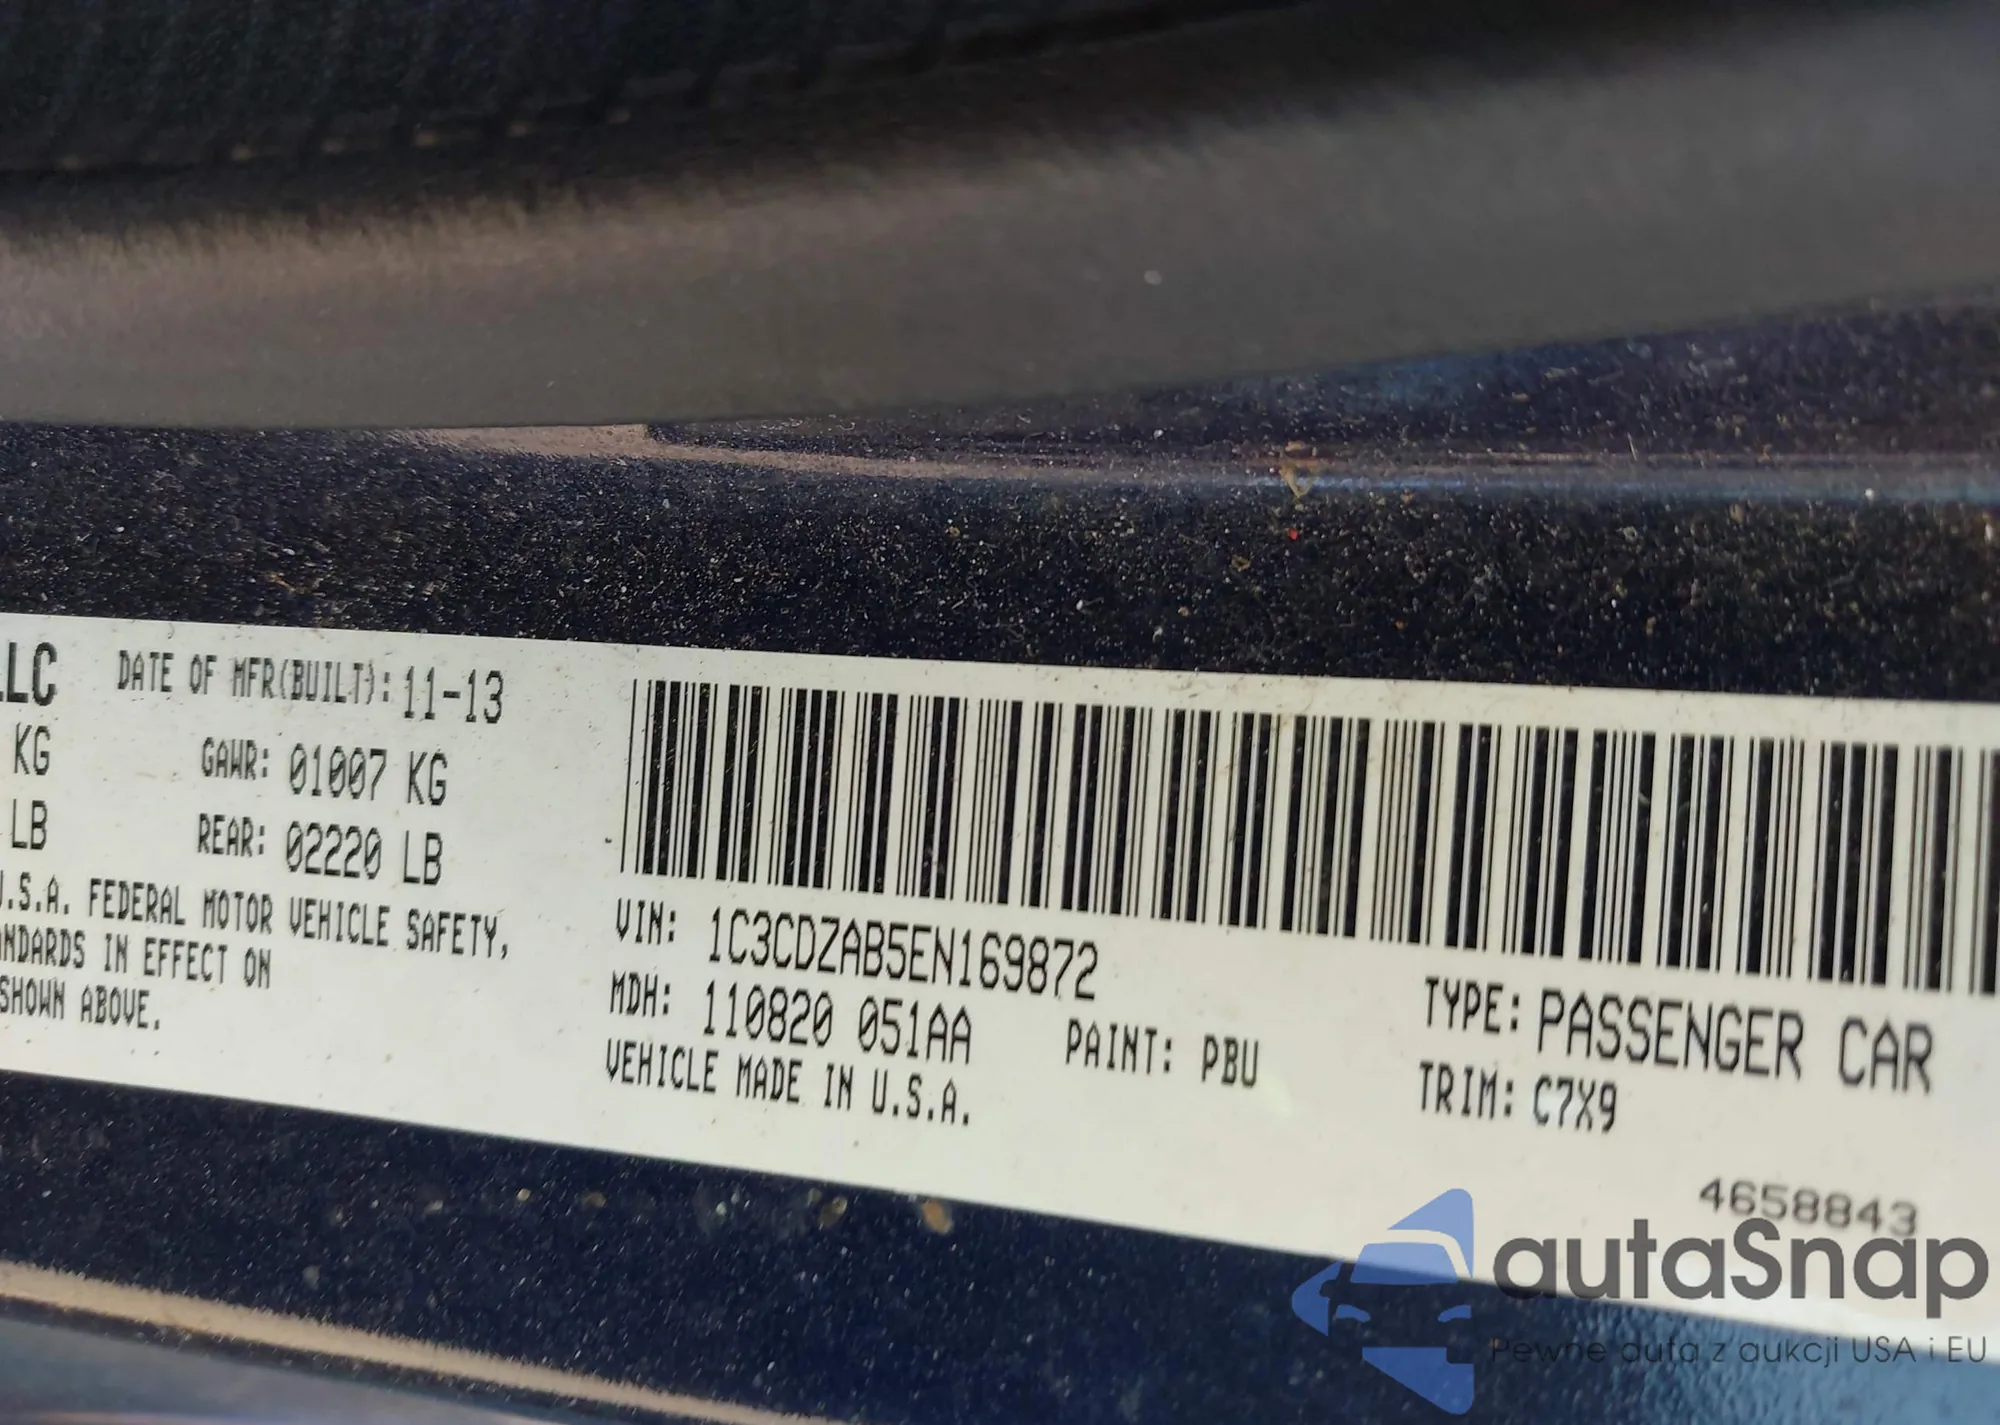 LLC DATE OF MFR(BUILT): 11-13
KG GAWR: 01007 KG
LB REAR: 02220 LB
U.S.A. FEDERAL MOTOR VEHICLE SAFETY,
IN EFFECT ON
SHOWN ABOVE.
VIN: 1C3CDZAB5EN169872
MDH: 110820 051AA PAINT: PBU
VEHICLE MADE IN U.S.A.
TYPE: PASSENGER CAR
TRIM: C7X9
4658843
autaSnap
Pewne auta z aukcji USA i EU